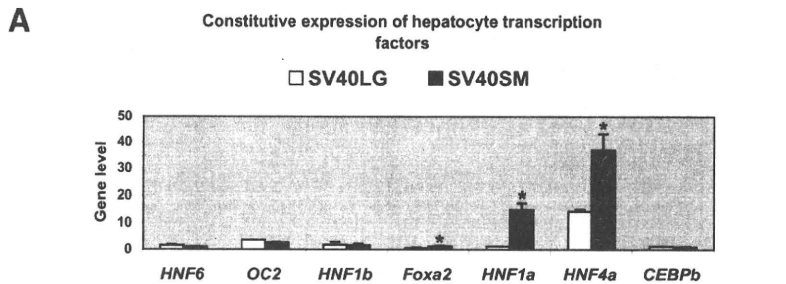 A
Constitutive expression of hepatocyte transcription
factors
SV40LG SV40SM
Gene level
50
40
30
20
10
0
*
*
*
HNF6 OC2 HNF1b Foxa2 HNF1a HNF4a CEBPb